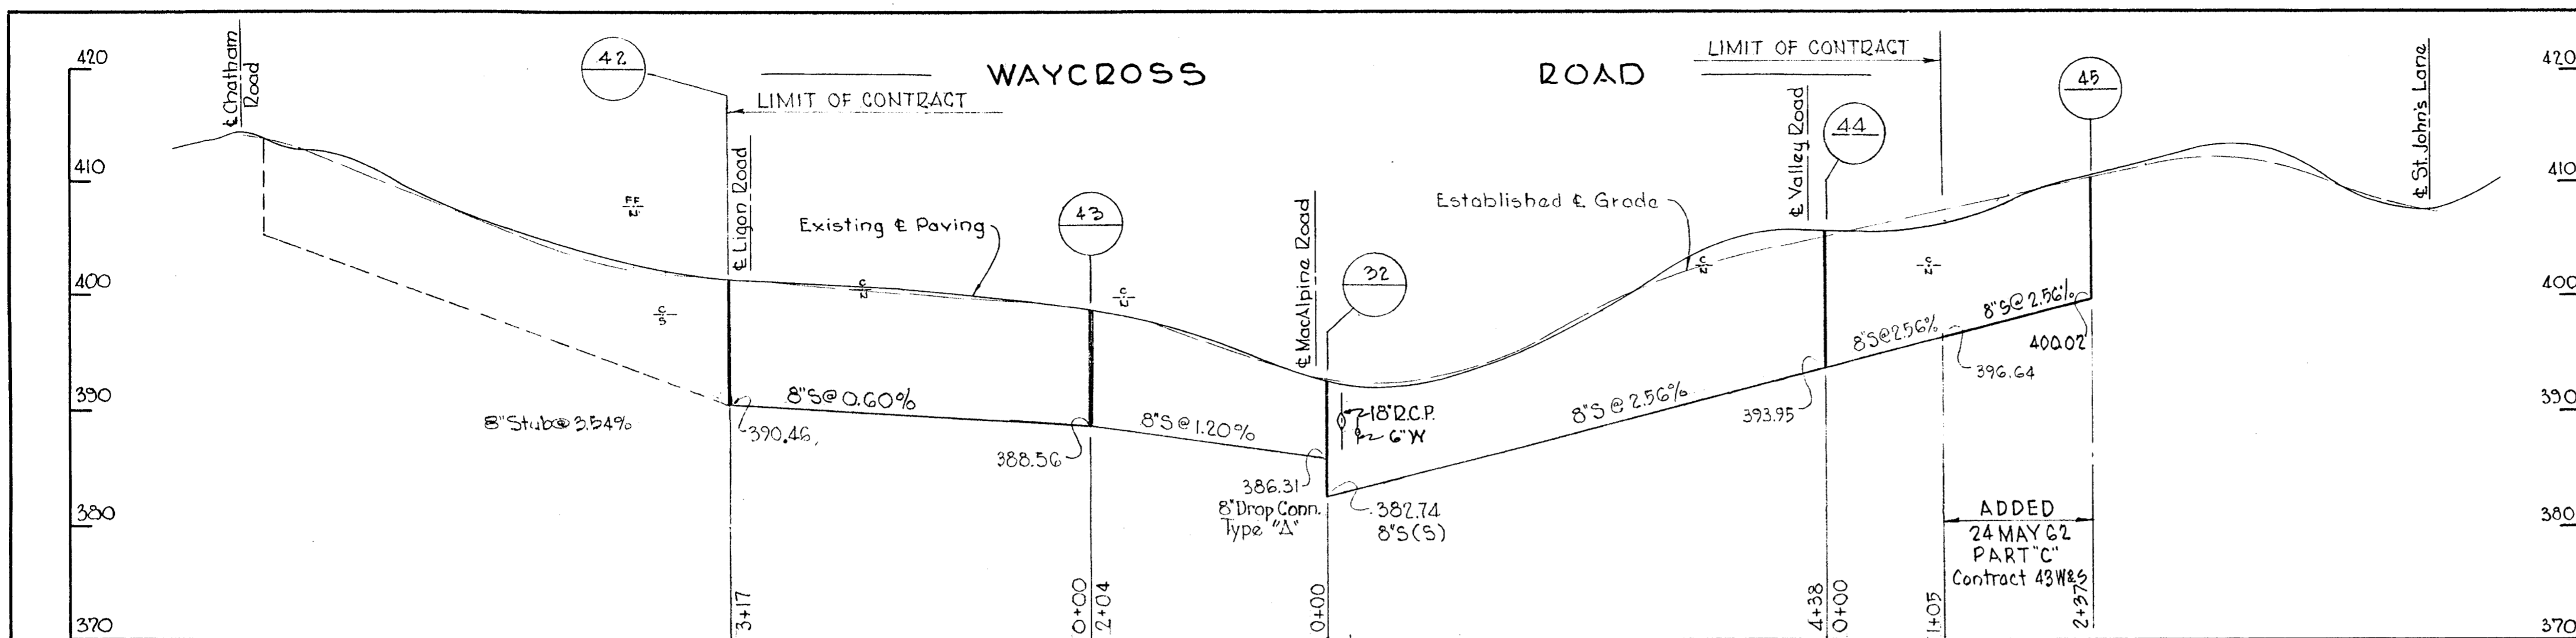 WAYCROSS ROAD
LIMIT OF CONTRACT
LIMIT OF CONTRACT
420
410
400
390
380
370
℄ Chatham
Road
42
℄ Ligon Road
F.F.
N
C
S
Existing ℄ Paving
C
N
43
C
N
℄ MacAlpine Road
32
Established ℄ Grade
C
N
℄ Valley Road
44
C
N
45
℄ St. John's Lane
420
410
400
390
380
370
8" Stub @ 3.54%
8"S @ 0.60%
390.46
388.56
8"S @ 1.20%
386.31
8" Drop Conn.
Type "A"
18" R.C.P.
6" W
382.74
8"S(S)
8"S @ 2.56%
393.95
8"S @ 2.56%
396.64
8"S @ 2.56%
400.02
ADDED
24 MAY 62
PART "C"
Contract 43 W&S
3+17
0+00
2+04
0+00
4+38
0+00
1+05
2+37